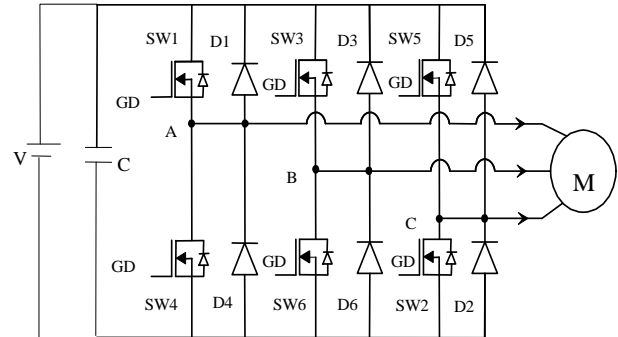 SW1 D1 SW3 D3 SW5 D5
GD GD GD
A
V C B M
C
GD GD GD
SW4 D4 SW6 D6 SW2 D2